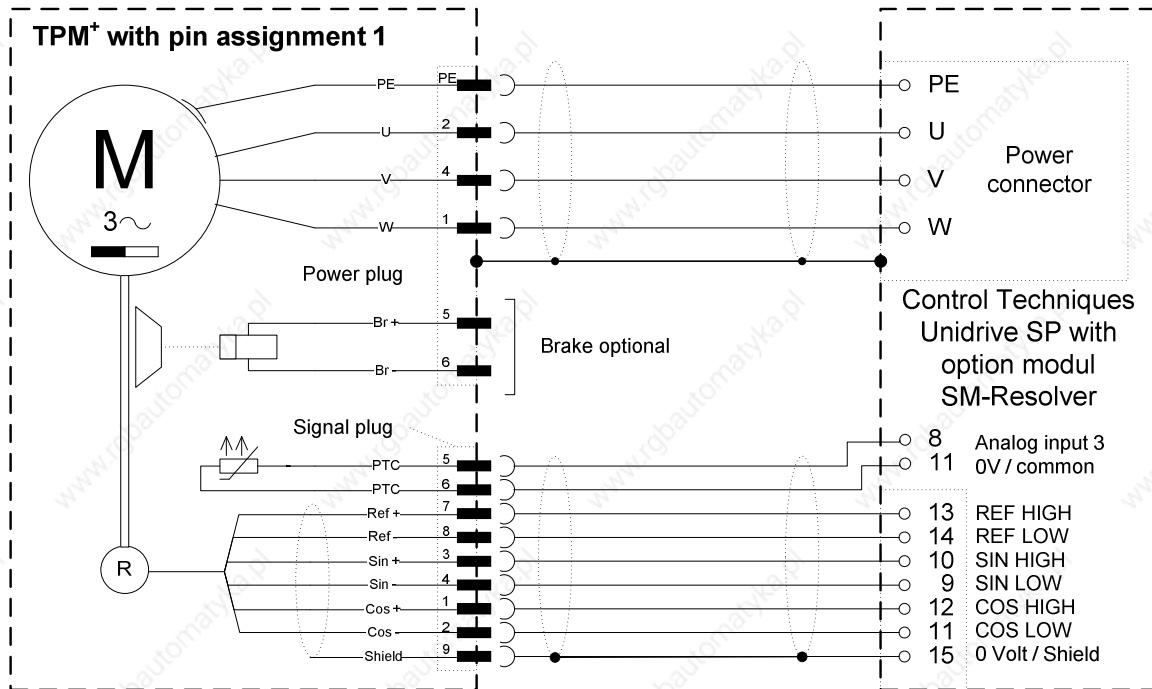 TPM+ with pin assignment 1
M
3
PE PE PE
U 2 U
V 4 V
W 1 W
Power
connector
Power plug
Br + 5
Br - 6
Brake optional
Control Techniques
Unidrive SP with
option modul
SM-Resolver
Signal plug
PTC 5 8 Analog input 3
PTC 6 11 0V / common
R
Ref + 7 13 REF HIGH
Ref - 8 14 REF LOW
Sin + 3 10 SIN HIGH
Sin - 4 9 SIN LOW
Cos + 1 12 COS HIGH
Cos - 2 11 COS LOW
Shield 9 15 0 Volt / Shield
www.rgbautomatyka.pl